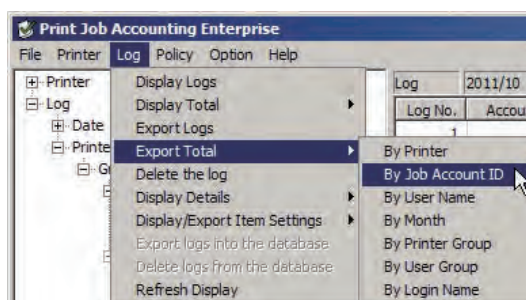 Print Job Accounting Enterprise
File Printer Log Policy Option Help
Printer
Log
Date
Display Logs
Display Total
Export Logs
Export Total
Delete the log
Display Details
Display/Export Item Settings
Export logs into the database
Delete logs from the database
Refresh Display
Log 2011/10
Log No.
1
By Printer
By Job Account ID
By User Name
By Month
By Printer Group
By User Group
By Login Name